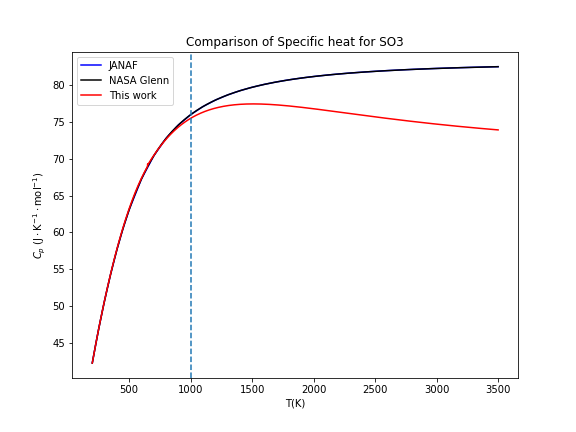 Comparison of Specific heat for SO3
JANAF
NASA Glenn
This work
80
75
70
65
60
55
50
45
C_p (J · K⁻¹ · mol⁻¹)
500 1000 1500 2000 2500 3000 3500
T(K)